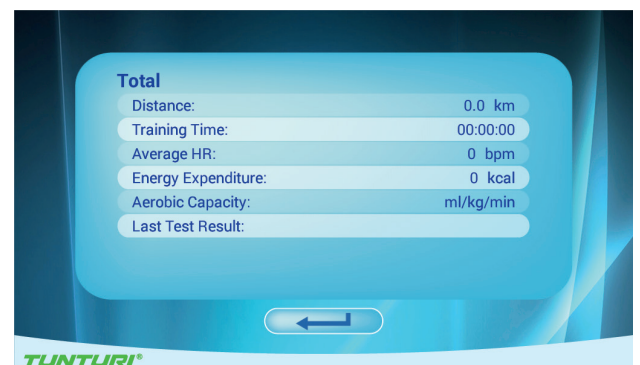 Total
Distance: 0.0 km
Training Time: 00:00:00
Average HR: 0 bpm
Energy Expenditure: 0 kcal
Aerobic Capacity: ml/kg/min
Last Test Result:
TUNTURI®